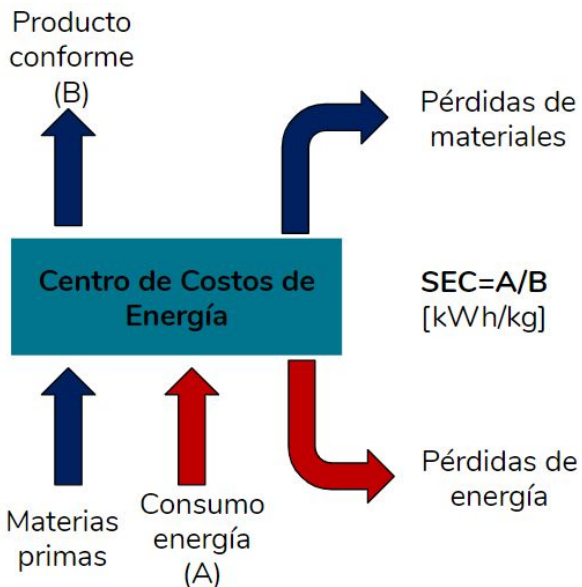 Producto
conforme
(B)
Pérdidas de
materiales
Centro de Costos de
Energía
SEC=A/B
[kWh/kg]
Materias
primas
Consumo
energía
(A)
Pérdidas de
energía